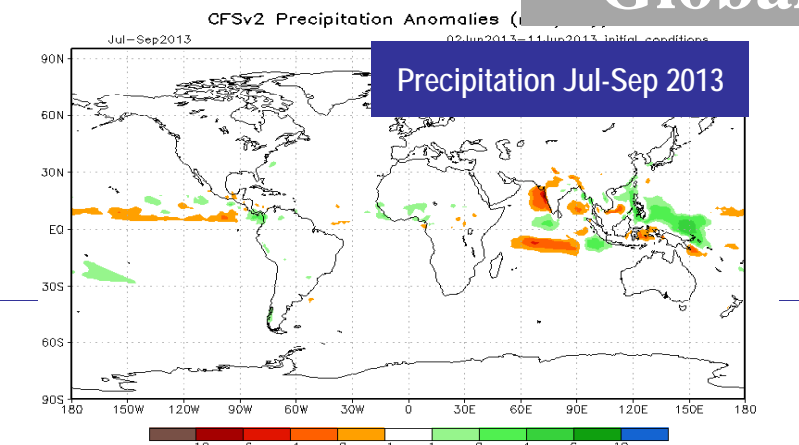 Global
CFSv2 Precipitation Anomalies (
Jul-Sep2013
02Jun2013-11Jun2013 initial conditions
Precipitation Jul-Sep 2013
90N
60N
30N
EQ
30S
60S
90S
180 150W 120W 90W 60W 30W 0 30E 60E 90E 120E 150E 180